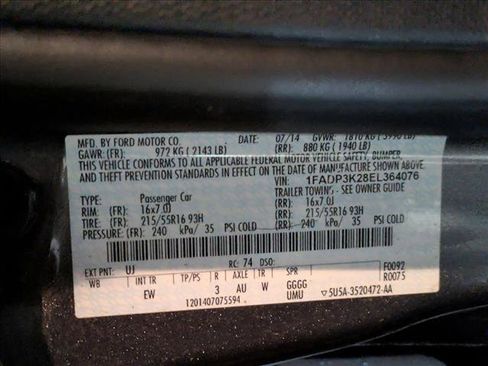 MFD. BY FORD MOTOR CO. DATE: 07/14 GVWR: 1810 KG ( 3990 LB)
GAWR: (FR): 972 KG ( 2143 LB) (RR): 880 KG ( 1940 LB)
THIS VEHICLE CONFORMS TO ALL APPLICABLE FEDERAL MOTOR VEHICLE SAFETY, BUMPER,
AND THEFT PREVENTION STANDARDS IN EFFECT ON THE DATE OF MANUFACTURE
VIN: 1FADP3K28EL364076
TYPE: Passenger Car TRAILER TOWING - SEE OWNER GUIDE
RIM: (FR): 16x7.0J (RR): 16x7.0J
TIRE: (FR): 215/55R16 93H (RR): 215/55R16 93H
PRESSURE: (FR): 240 kPa/ 35 PSI COLD (RR): 240 kPa/ 35 PSI COLD
EXT PNT: UJ RC: 74 DSO: F0092
WB INT TR TP/PS R AXLE TR SPR R0075
EW 3 AU W GGGG
UMU ▽5U5A-3520472-AA
1201407075594